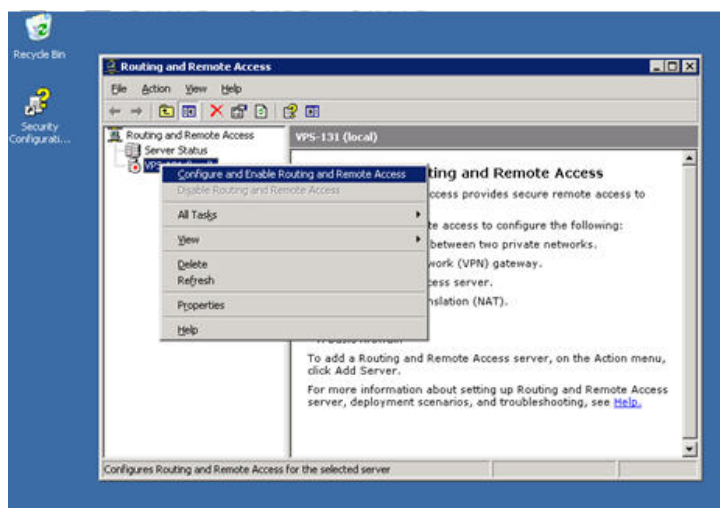 Recycle Bin
Security
Configurati...
Routing and Remote Access
File Action View Help
Routing and Remote Access
Server Status
VPS-131 (local)
Configure and Enable Routing and Remote Access
Disable Routing and Remote Access
All Tasks
View
Delete
Refresh
Properties
Help
ting and Remote Access
ccess provides secure remote access to
te access to configure the following:
between two private networks.
work (VPN) gateway.
cess server.
nslation (NAT).
To add a Routing and Remote Access server, on the Action menu,
click Add Server.
For more information about setting up Routing and Remote Access
server, deployment scenarios, and troubleshooting, see Help.
Configures Routing and Remote Access for the selected server